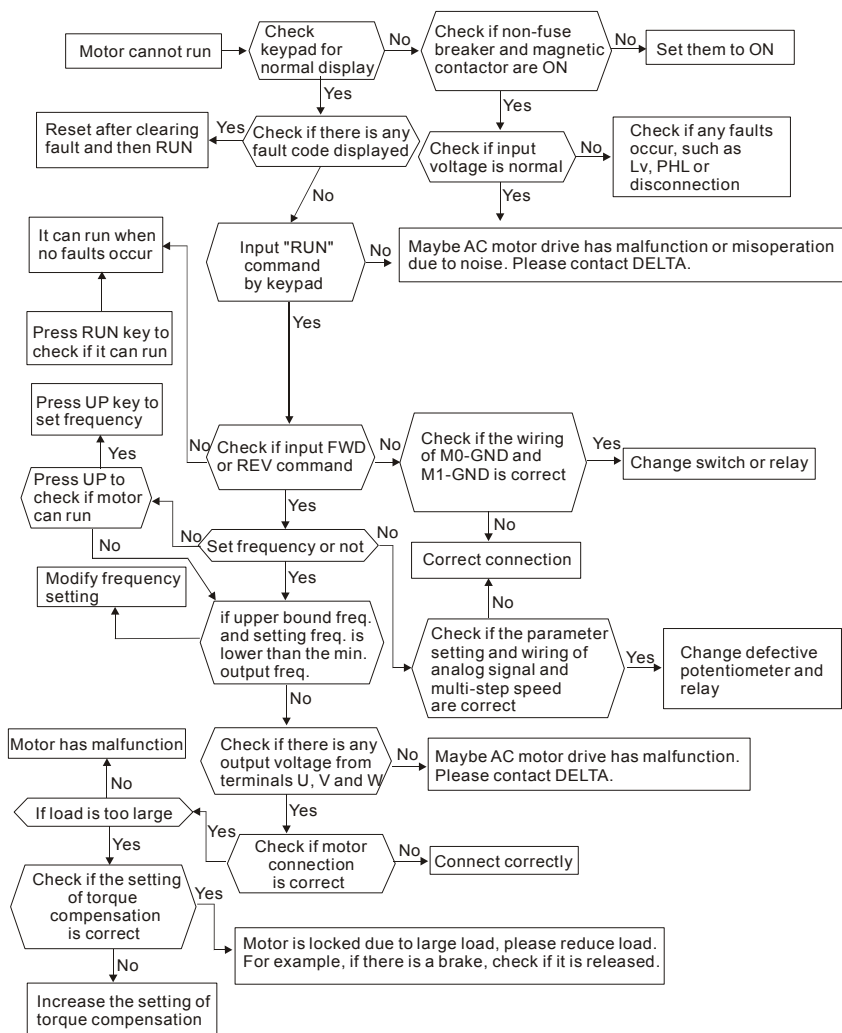 Motor cannot run
Check
keypad for
normal display
No
Check if non-fuse
breaker and magnetic
contactor are ON
No
Set them to ON
Yes
Yes
Reset after clearing
fault and then RUN
Yes
Check if there is any
fault code displayed
Check if input
voltage is normal
No
Check if any faults
occur, such as
Lv, PHL or
disconnection
No
Yes
It can run when
no faults occur
Input "RUN"
command
by keypad
No
Maybe AC motor drive has malfunction or misoperation
due to noise. Please contact DELTA.
Yes
Press RUN key to
check if it can run
Press UP key to
set frequency
No
Check if input FWD
or REV command
No
Check if the wiring
of M0-GND and
M1-GND is correct
Yes
Change switch or relay
Yes
Press UP to
check if motor
can run
Yes
No
No
Set frequency or not
No
No
Correct connection
Yes
No
Modify frequency
setting
if upper bound freq.
and setting freq. is
lower than the min.
output freq.
Check if the parameter
setting and wiring of
analog signal and
multi-step speed
are correct
Yes
Change defective
potentiometer and
relay
No
Motor has malfunction
Check if there is any
output voltage from
terminals U, V and W
No
Maybe AC motor drive has malfunction.
Please contact DELTA.
No
Yes
If load is too large
Yes
Yes
Check if motor
connection
is correct
No
Connect correctly
Check if the setting
of torque
compensation
is correct
Yes
Motor is locked due to large load, please reduce load.
For example, if there is a brake, check if it is released.
No
Increase the setting of
torque compensation